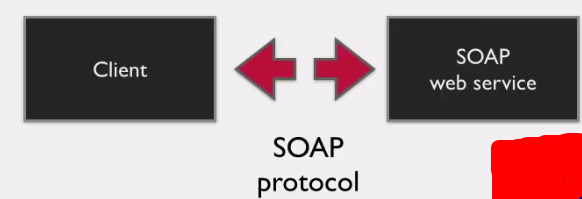 Client
SOAP
web service
SOAP
protocol